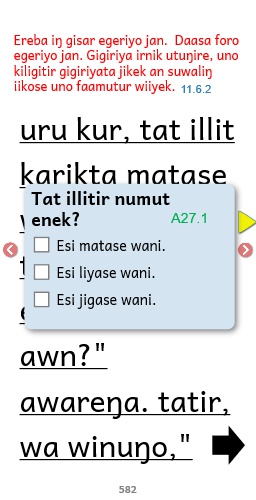 Ereba iŋ gisar egeriyo jan. Daasa foro
egeriyo jan. Gigiriya irnik utuŋire, uno
kiligitir gigiriyata jikek an suwaliŋ
iikose uno faamutur wiiyek. 11.6.2
uru kur, tat illit
karikta matase
Tat illitir numut
enek? A27.1
Esi matase wani.
Esi liyase wani.
Esi jigase wani.
awn?"
awareŋa. tatir,
wa winuŋo,"
582